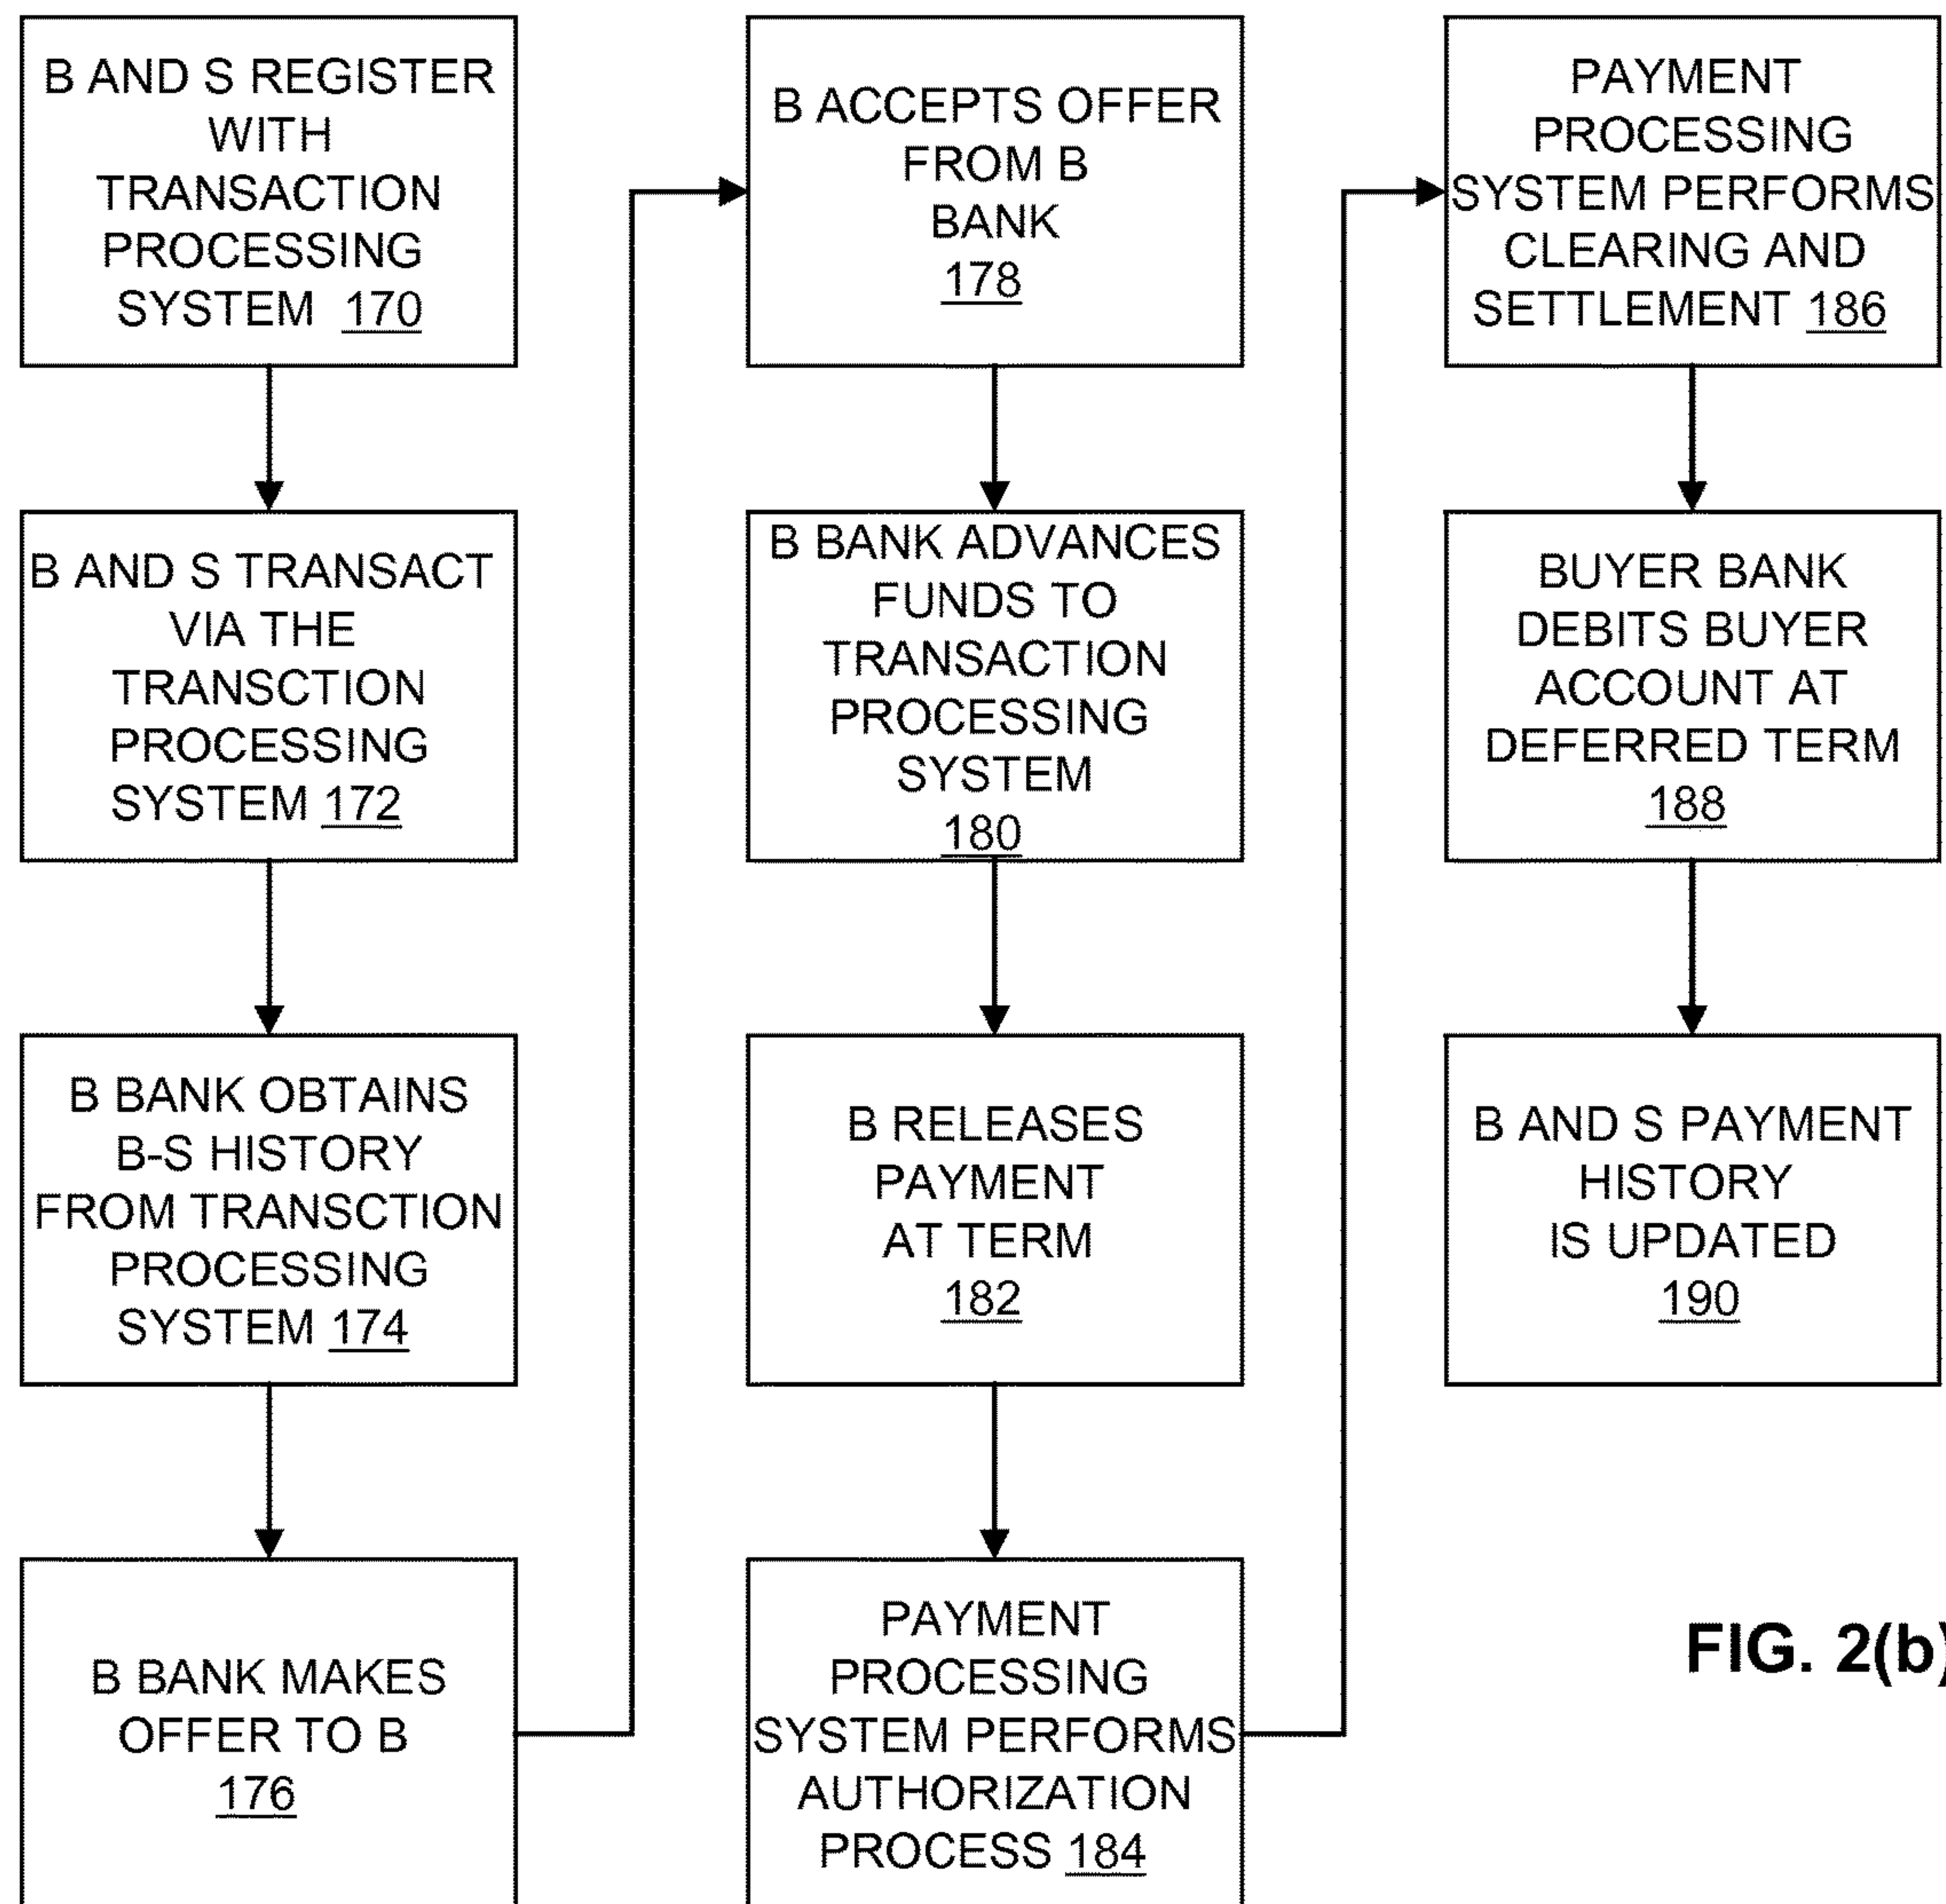 B AND S REGISTER
WITH
TRANSACTION
PROCESSING
SYSTEM 170
B AND S TRANSACT
VIA THE
TRANSCTION
PROCESSING
SYSTEM 172
B BANK OBTAINS
B-S HISTORY
FROM TRANSCTION
PROCESSING
SYSTEM 174
B BANK MAKES
OFFER TO B
176
B ACCEPTS OFFER
FROM B
BANK
178
B BANK ADVANCES
FUNDS TO
TRANSACTION
PROCESSING
SYSTEM
180
B RELEASES
PAYMENT
AT TERM
182
PAYMENT
PROCESSING
SYSTEM PERFORMS
AUTHORIZATION
PROCESS 184
PAYMENT
PROCESSING
SYSTEM PERFORMS
CLEARING AND
SETTLEMENT 186
BUYER BANK
DEBITS BUYER
ACCOUNT AT
DEFERRED TERM
188
B AND S PAYMENT
HISTORY
IS UPDATED
190
FIG. 2(b)